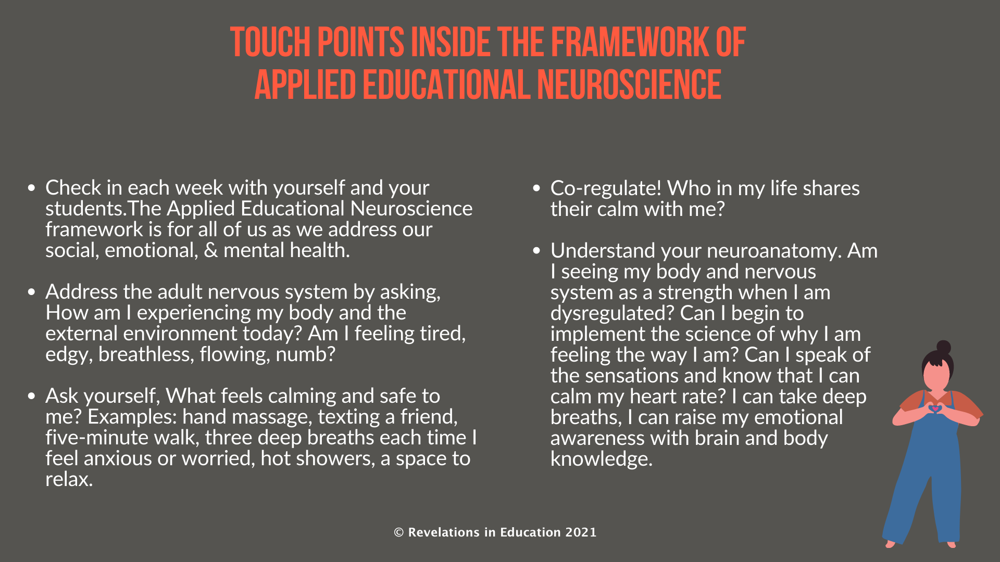 TOUCH POINTS INSIDE THE FRAMEWORK OF
APPLIED EDUCATIONAL NEUROSCIENCE
• Check in each week with yourself and your
students.The Applied Educational Neuroscience
framework is for all of us as we address our
social, emotional, & mental health.
• Address the adult nervous system by asking,
How am I experiencing my body and the
external environment today? Am I feeling tired,
edgy, breathless, flowing, numb?
• Ask yourself, What feels calming and safe to
me? Examples: hand massage, texting a friend,
five-minute walk, three deep breaths each time I
feel anxious or worried, hot showers, a space to
relax.
• Co-regulate! Who in my life shares
their calm with me?
• Understand your neuroanatomy. Am
I seeing my body and nervous
system as a strength when I am
dysregulated? Can I begin to
implement the science of why I am
feeling the way I am? Can I speak of
the sensations and know that I can
calm my heart rate? I can take deep
breaths, I can raise my emotional
awareness with brain and body
knowledge.
© Revelations in Education 2021